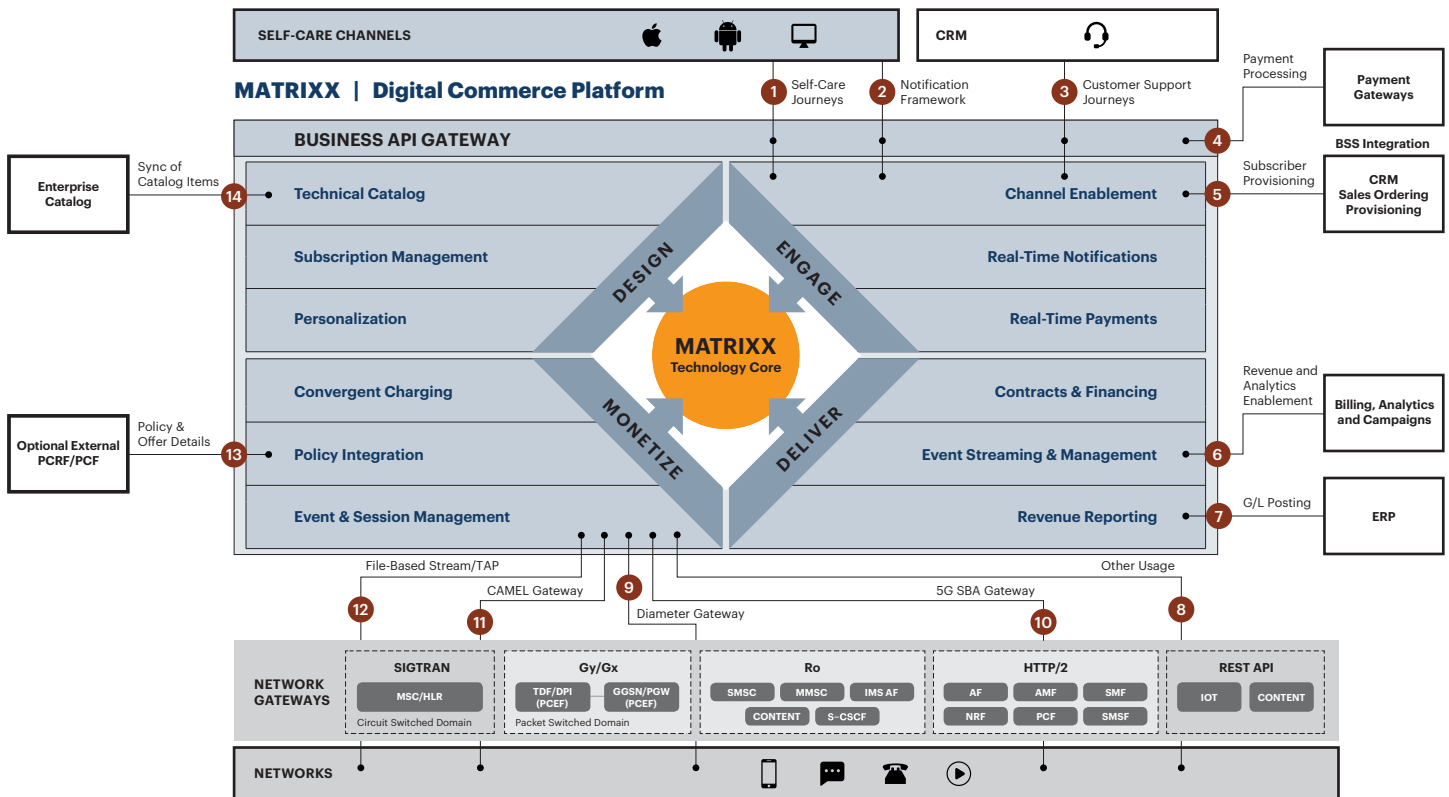 SELF-CARE CHANNELS
CRM
MATRIXX | Digital Commerce Platform
1
Self-Care
Journeys
2
Notification
Framework
3
Customer Support
Journeys
Payment
Processing
Payment
Gateways
BUSINESS API GATEWAY
4
BSS Integration
Enterprise
Catalog
Sync of
Catalog Items
14
Technical Catalog
Channel Enablement
5
Subscriber
Provisioning
CRM
Sales Ordering
Provisioning
Subscription Management
Real-Time Notifications
Personalization
Real-Time Payments
DESIGN
ENGAGE
MATRIXX
Technology Core
MONETIZE
DELIVER
Convergent Charging
Contracts & Financing
Revenue and
Analytics
Enablement
Billing, Analytics
and Campaigns
Optional External
PCRF/PCF
Policy &
Offer Details
13
Policy Integration
Event Streaming & Management
6
Event & Session Management
Revenue Reporting
7
G/L Posting
ERP
File-Based Stream/TAP
Other Usage
CAMEL Gateway
9
5G SBA Gateway
12
11
Diameter Gateway
10
8
NETWORK
GATEWAYS
SIGTRAN
MSC/HLR
Circuit Switched Domain
Gy/Gx
TDF/DPI
(PCEF)
GGSN/PGW
(PCEF)
Packet Switched Domain
Ro
SMSC
MMSC
IMS AF
CONTENT
S-CSCF
HTTP/2
AF
AMF
SMF
NRF
PCF
SMSF
REST API
IOT
CONTENT
NETWORKS